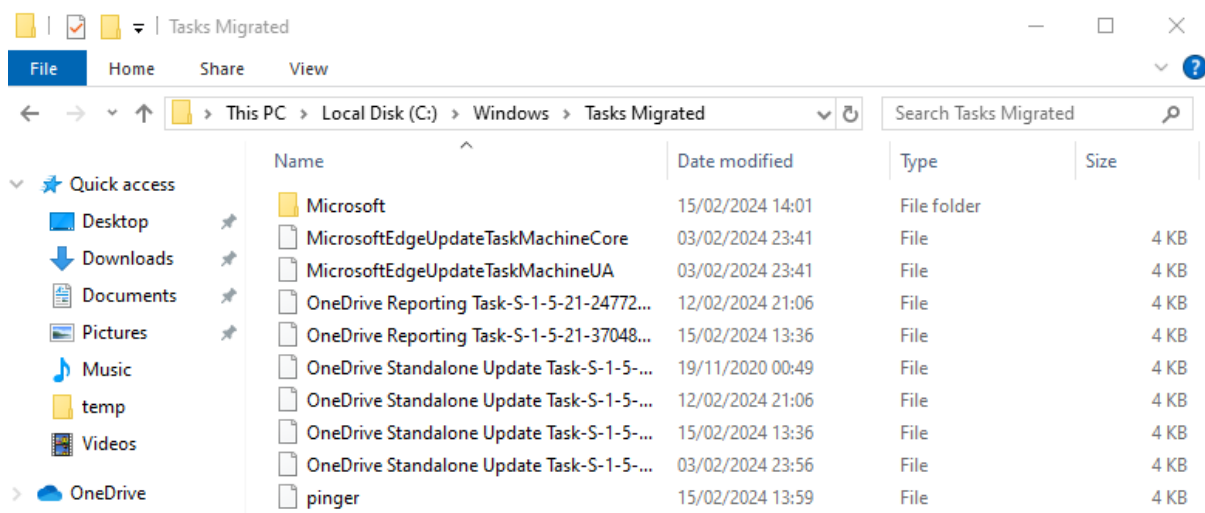 Tasks Migrated
File Home Share View
This PC > Local Disk (C:) > Windows > Tasks Migrated
Search Tasks Migrated
Name Date modified Type Size
Quick access
Desktop
Downloads
Documents
Pictures
Music
temp
Videos
OneDrive
Microsoft 15/02/2024 14:01 File folder
MicrosoftEdgeUpdateTaskMachineCore 03/02/2024 23:41 File 4 KB
MicrosoftEdgeUpdateTaskMachineUA 03/02/2024 23:41 File 4 KB
OneDrive Reporting Task-S-1-5-21-24772... 12/02/2024 21:06 File 4 KB
OneDrive Reporting Task-S-1-5-21-37048... 15/02/2024 13:36 File 4 KB
OneDrive Standalone Update Task-S-1-5-... 19/11/2020 00:49 File 4 KB
OneDrive Standalone Update Task-S-1-5-... 12/02/2024 21:06 File 4 KB
OneDrive Standalone Update Task-S-1-5-... 15/02/2024 13:36 File 4 KB
OneDrive Standalone Update Task-S-1-5-... 03/02/2024 23:56 File 4 KB
pinger 15/02/2024 13:59 File 4 KB